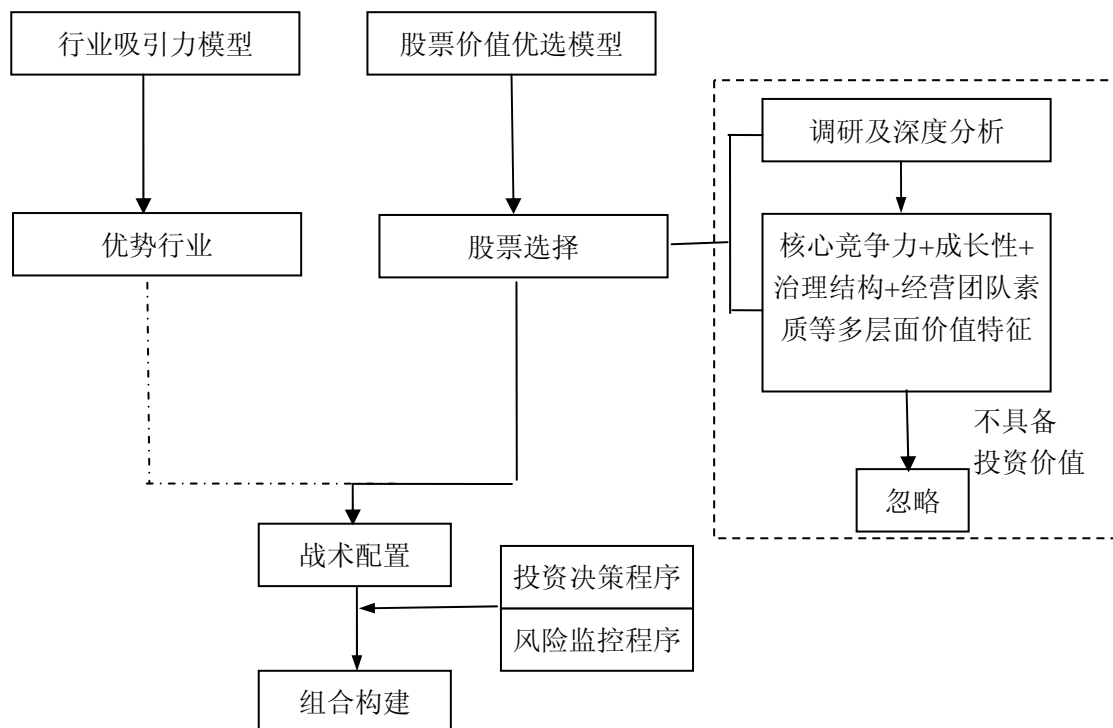 行业吸引力模型
股票价值优选模型
调研及深度分析
优势行业
股票选择
核心竞争力+成长性+
治理结构+经营团队素
质等多层面价值特征
不具备
投资价值
忽略
战术配置
投资决策程序
风险监控程序
组合构建